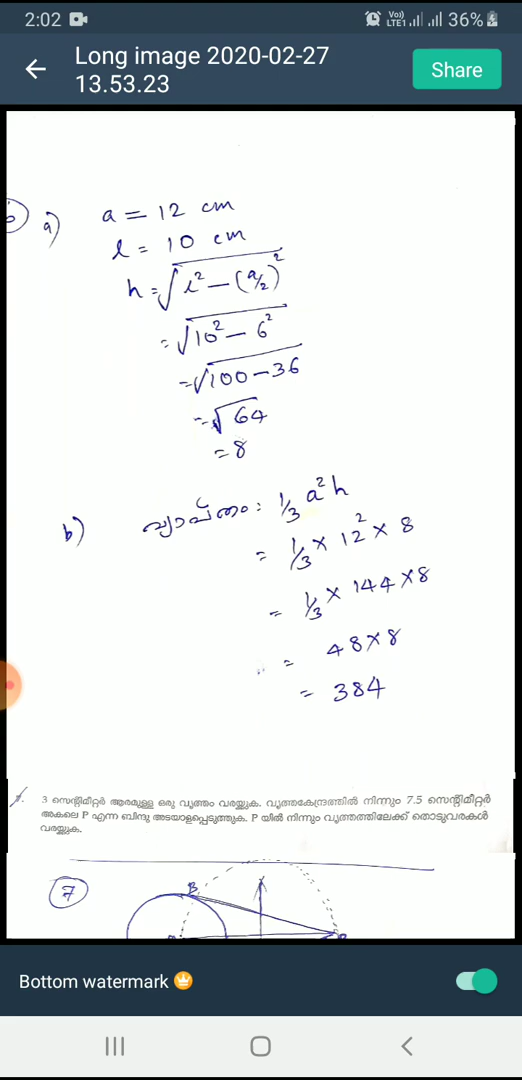 2:02
Vo)) LTE1 36%
Long image 2020-02-27
13.53.23
Share
a) a = 12 cm
l = 10 cm
h = √l² − (a/2)²
= √10² − 6²
= √100 − 36
= √64
= 8
b) വ്യാപ്തം : 1/3 a²h
= 1/3 × 12² × 8
= 1/3 × 144 × 8
= 48 × 8
= 384
7. 3 സെന്റിമീറ്റർ ആരമുള്ള ഒരു വൃത്തം വരയ്ക്കുക. വൃത്തകേന്ദ്രത്തിൽ നിന്നും 7.5 സെന്റിമീറ്റർ
അകലെ P എന്ന ബിന്ദു അടയാളപ്പെടുത്തുക. P യിൽ നിന്നും വൃത്തത്തിലേക്ക് തൊടുവരകൾ
വരയ്ക്കുക.
7
B
Bottom watermark